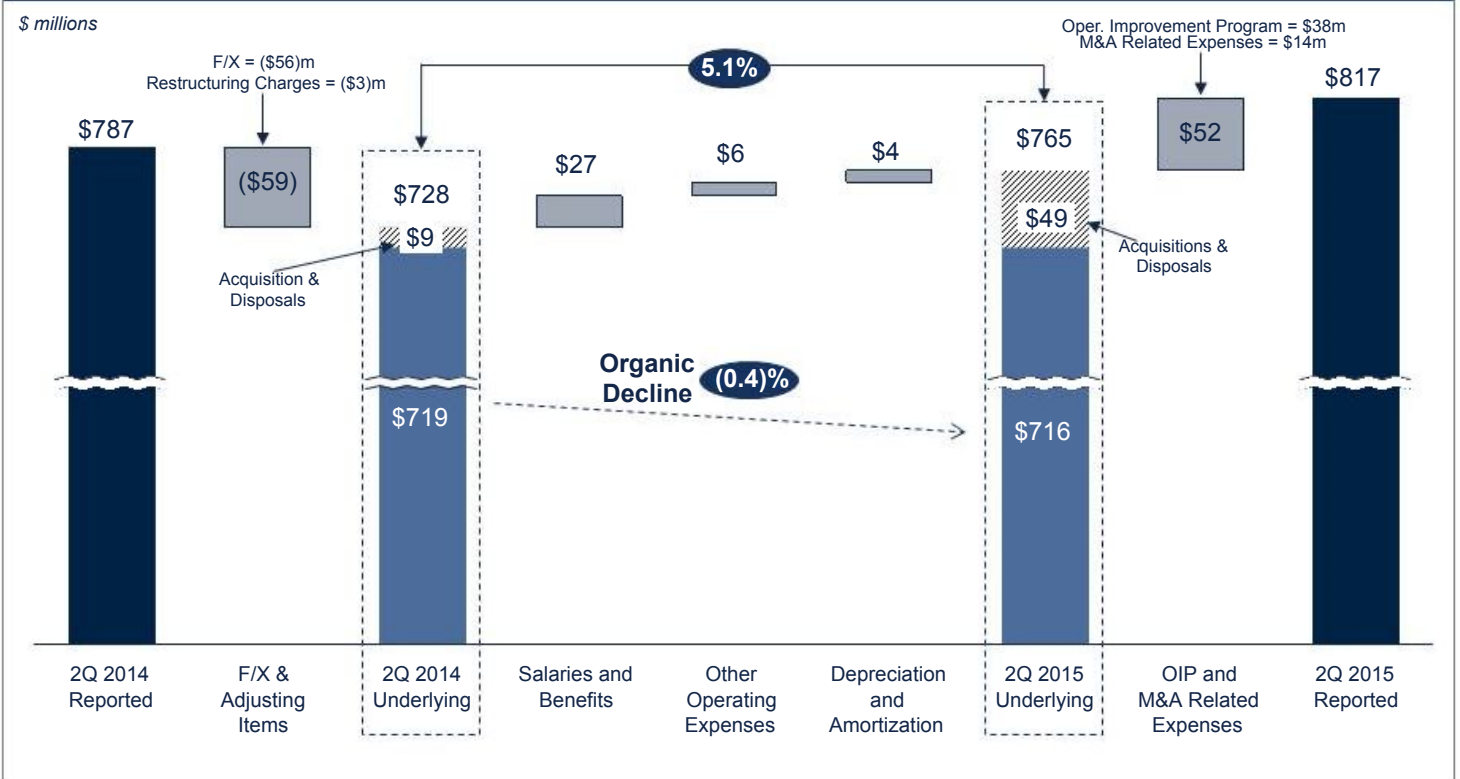 $ millions
Oper. Improvement Program = $38m
M&A Related Expenses = $14m
F/X = ($56)m
Restructuring Charges = ($3)m
5.1%
$817
$787
$765
$52
$27
$6
$4
($59)
$728
$9
$49
Acquisition &
Disposals
Acquisitions &
Disposals
Organic
Decline
(0.4)%
$719
$716
2Q 2014
Reported
F/X &
Adjusting
Items
2Q 2014
Underlying
Salaries and
Benefits
Other
Operating
Expenses
Depreciation
and
Amortization
2Q 2015
Underlying
OIP and
M&A Related
Expenses
2Q 2015
Reported